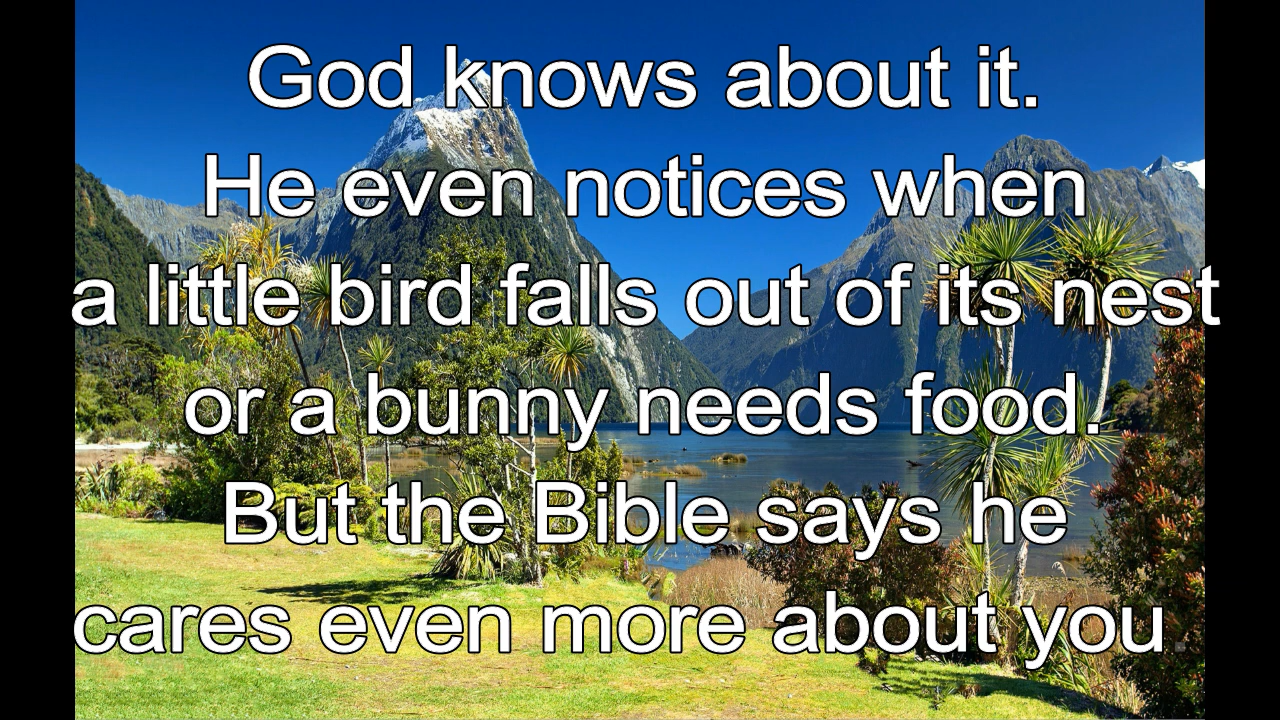 God knows about it.
He even notices when
a little bird falls out of its nest
or a bunny needs food.
But the Bible says he
cares even more about you.